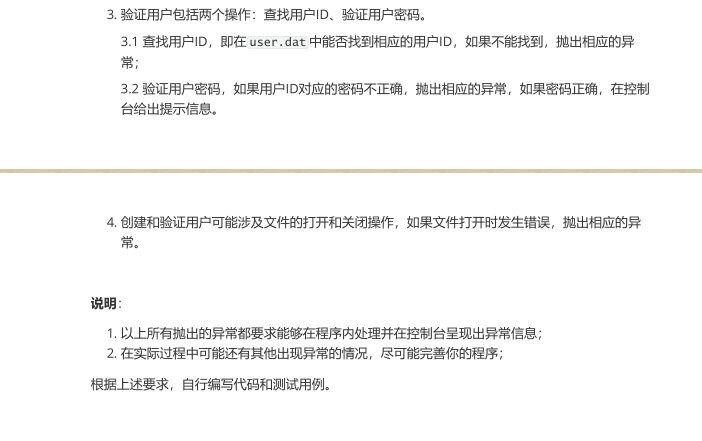 3. 验证用户包括两个操作：查找用户ID、验证用户密码。
3.1 查找用户ID，即在user.dat中能否找到相应的用户ID，如果不能找到，抛出相应的异
常；
3.2 验证用户密码，如果用户ID对应的密码不正确，抛出相应的异常，如果密码正确，在控制
台给出提示信息。
4. 创建和验证用户可能涉及文件的打开和关闭操作，如果文件打开时发生错误，抛出相应的异
常。
说明：
1. 以上所有抛出的异常都要求能够在程序内处理并在控制台呈现出异常信息；
2. 在实际过程中可能还有其他出现异常的情况，尽可能完善你的程序；
根据上述要求，自行编写代码和测试用例。